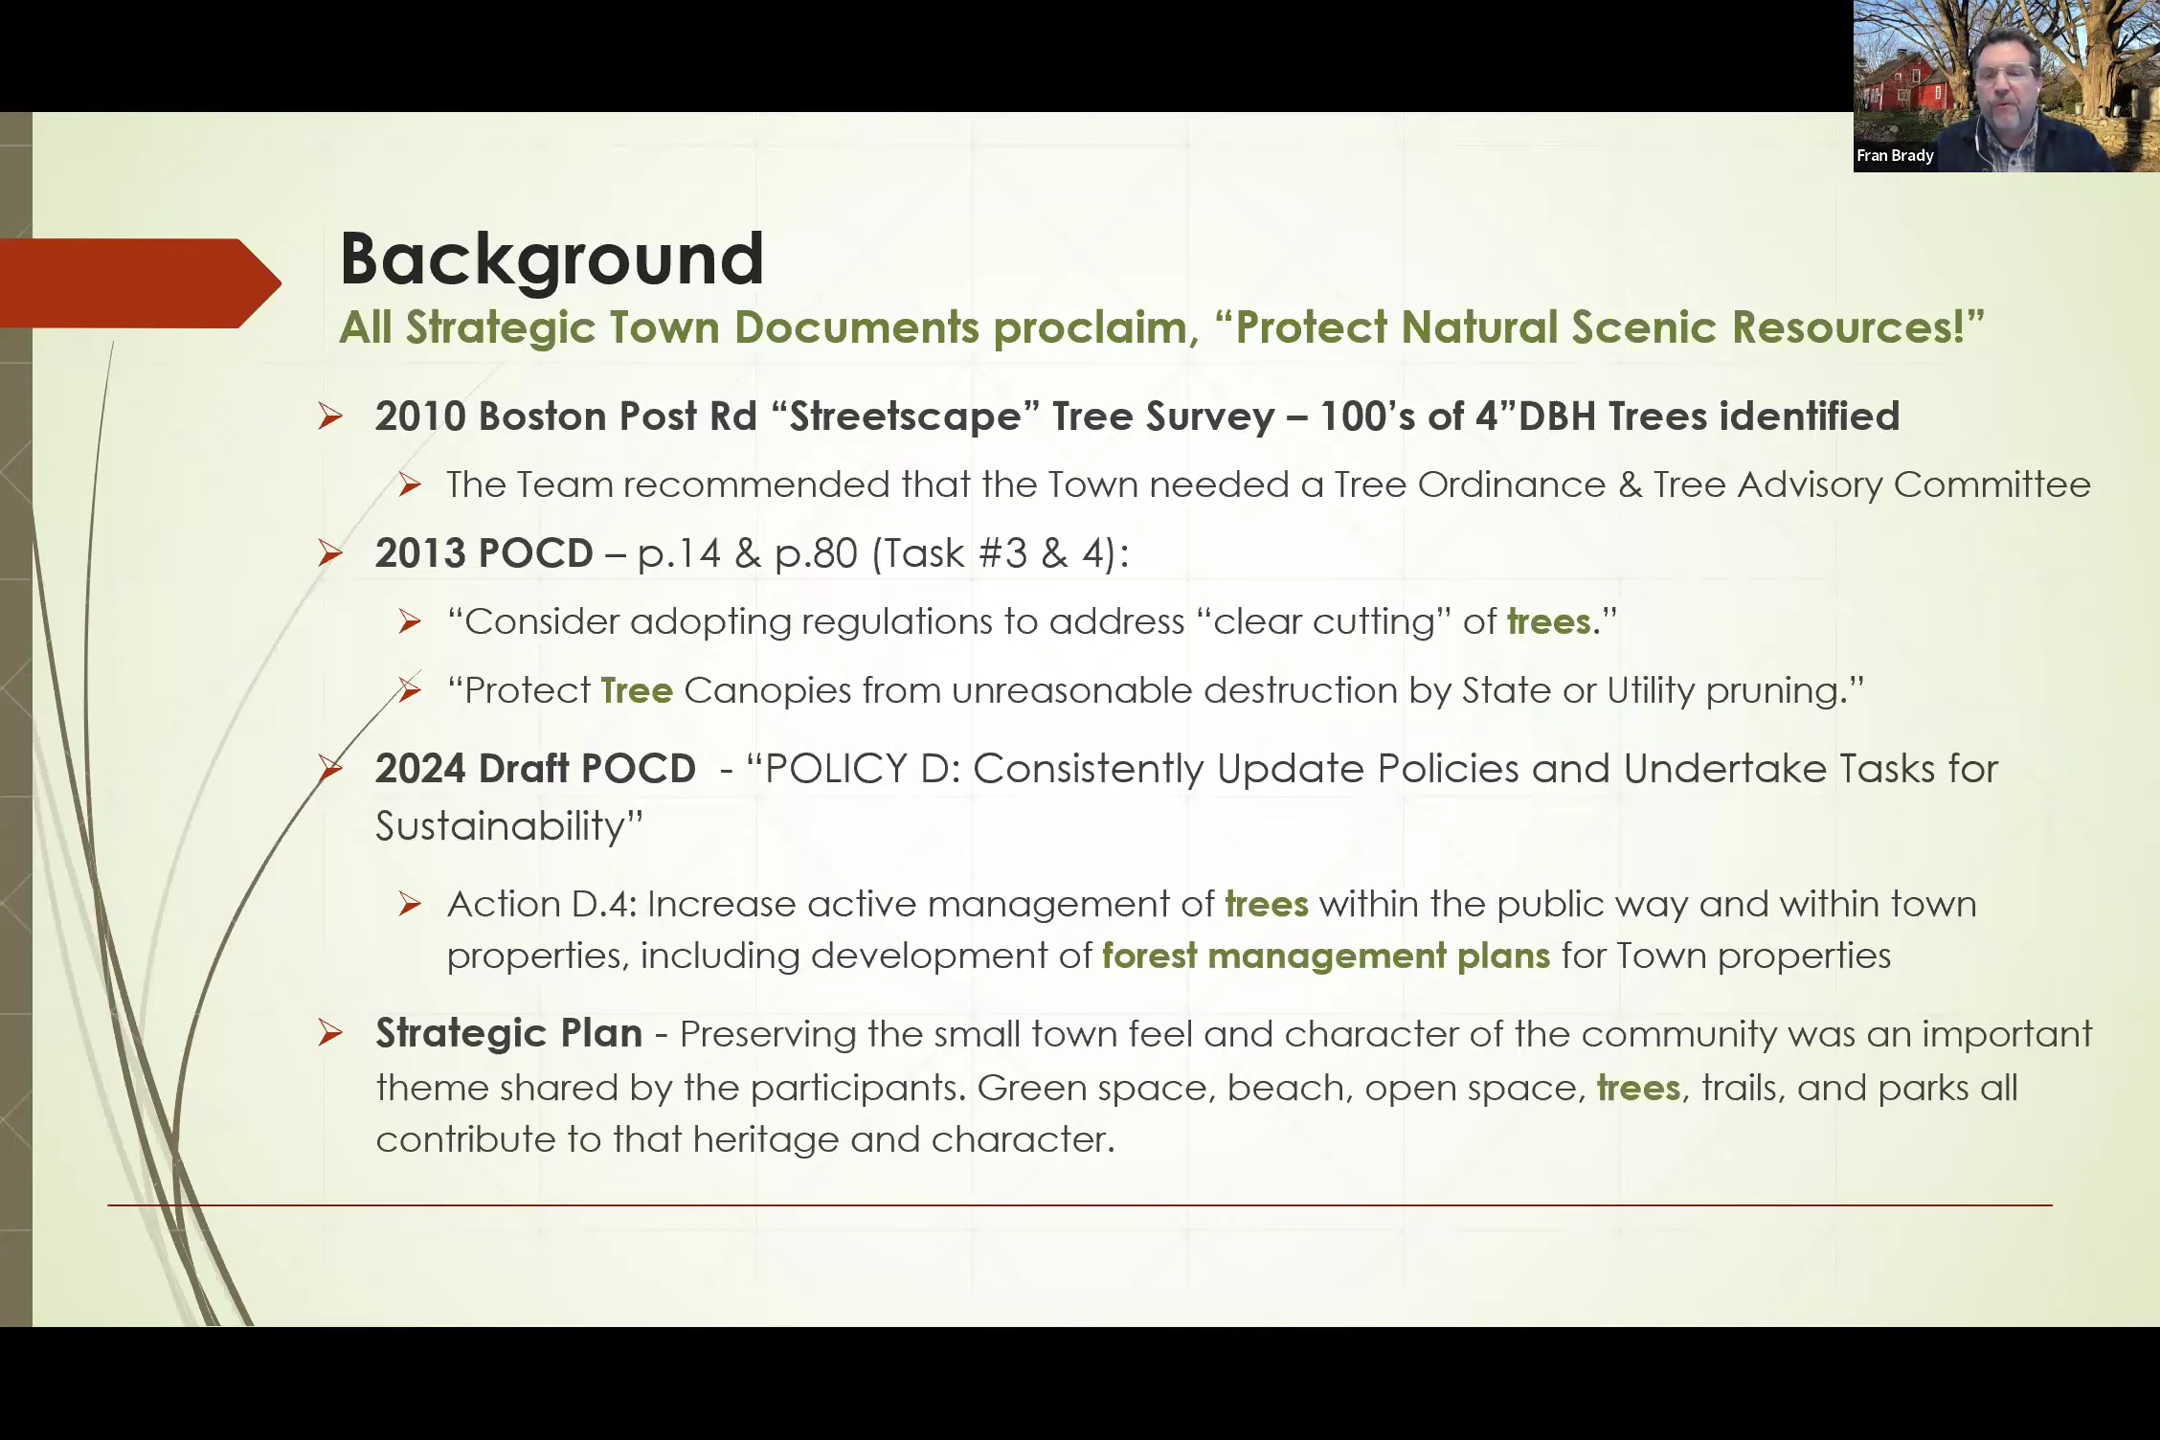 Fran Brady
Background
All Strategic Town Documents proclaim, “Protect Natural Scenic Resources!”
2010 Boston Post Rd “Streetscape” Tree Survey – 100’s of 4”DBH Trees identified
The Team recommended that the Town needed a Tree Ordinance & Tree Advisory Committee
2013 POCD – p.14 & p.80 (Task #3 & 4):
“Consider adopting regulations to address “clear cutting” of trees.”
“Protect Tree Canopies from unreasonable destruction by State or Utility pruning.”
2024 Draft POCD - “POLICY D: Consistently Update Policies and Undertake Tasks for
Sustainability”
Action D.4: Increase active management of trees within the public way and within town
properties, including development of forest management plans for Town properties
Strategic Plan - Preserving the small town feel and character of the community was an important
theme shared by the participants. Green space, beach, open space, trees, trails, and parks all
contribute to that heritage and character.